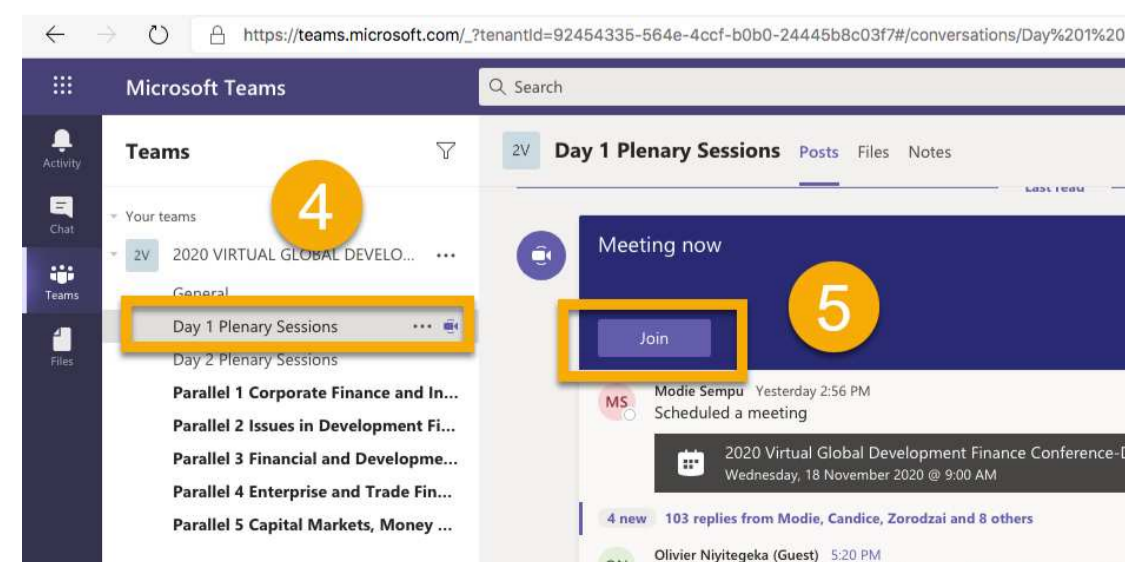 https://teams.microsoft.com/_?tenantId=92454335-564e-4ccf-b0b0-24445b8c03f7#/conversations/Day%201%20
Microsoft Teams
Search
Activity
Chat
Teams
Files
Teams
4
Your teams
2V 2020 VIRTUAL GLOBAL DEVELO... ...
General
Day 1 Plenary Sessions ...
Day 2 Plenary Sessions
Parallel 1 Corporate Finance and In...
Parallel 2 Issues in Development Fi...
Parallel 3 Financial and Developme...
Parallel 4 Enterprise and Trade Fin...
Parallel 5 Capital Markets, Money ...
2V Day 1 Plenary Sessions Posts Files Notes
Last read
Meeting now
5
Join
MS Modie Sempu Yesterday 2:56 PM
Scheduled a meeting
2020 Virtual Global Development Finance Conference-D
Wednesday, 18 November 2020 @ 9:00 AM
4 new 103 replies from Modie, Candice, Zorodzai and 8 others
Olivier Niyitegeka (Guest) 5:20 PM